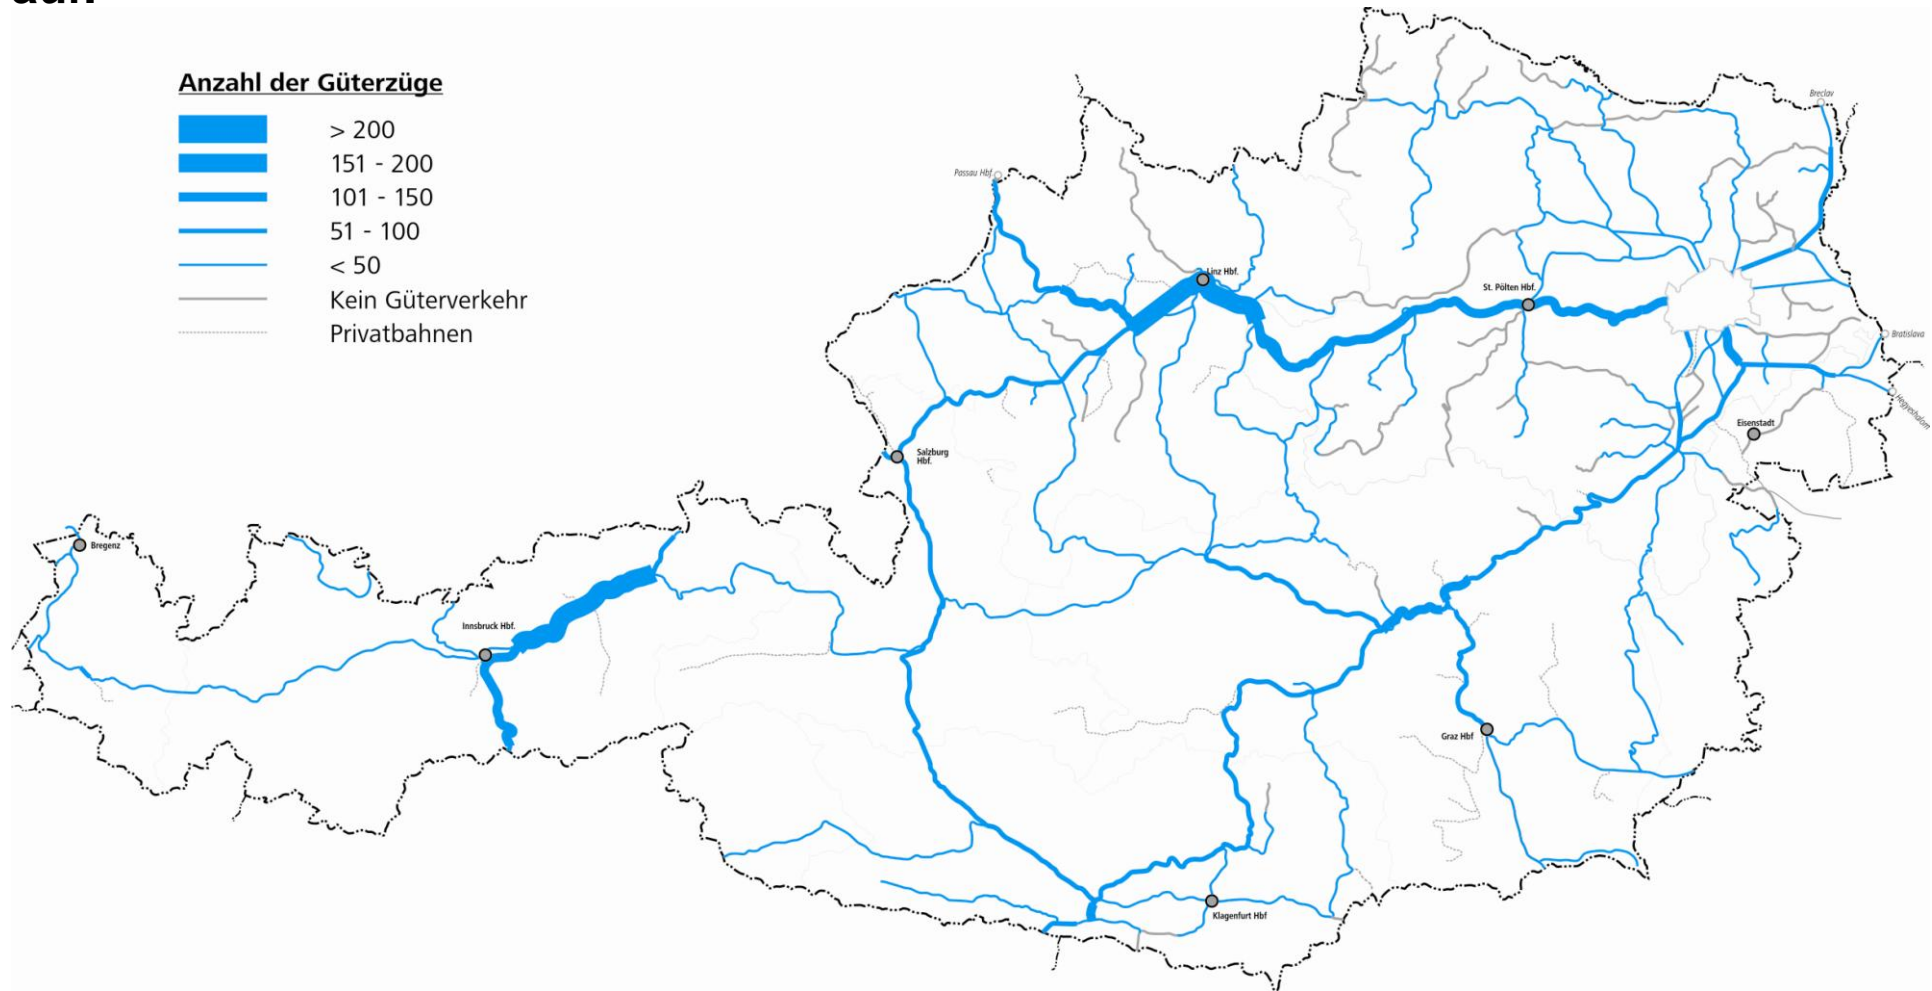 Anzahl der Güterzüge
> 200
151 - 200
101 - 150
51 - 100
< 50
Kein Güterverkehr
Privatbahnen
Breclav
Passau Hbf.
Linz Hbf.
St. Pölten Hbf.
Bratislava
Hegyeshalom
Eisenstadt
Salzburg
Hbf.
Bregenz
Innsbruck Hbf.
Graz Hbf
Klagenfurt Hbf